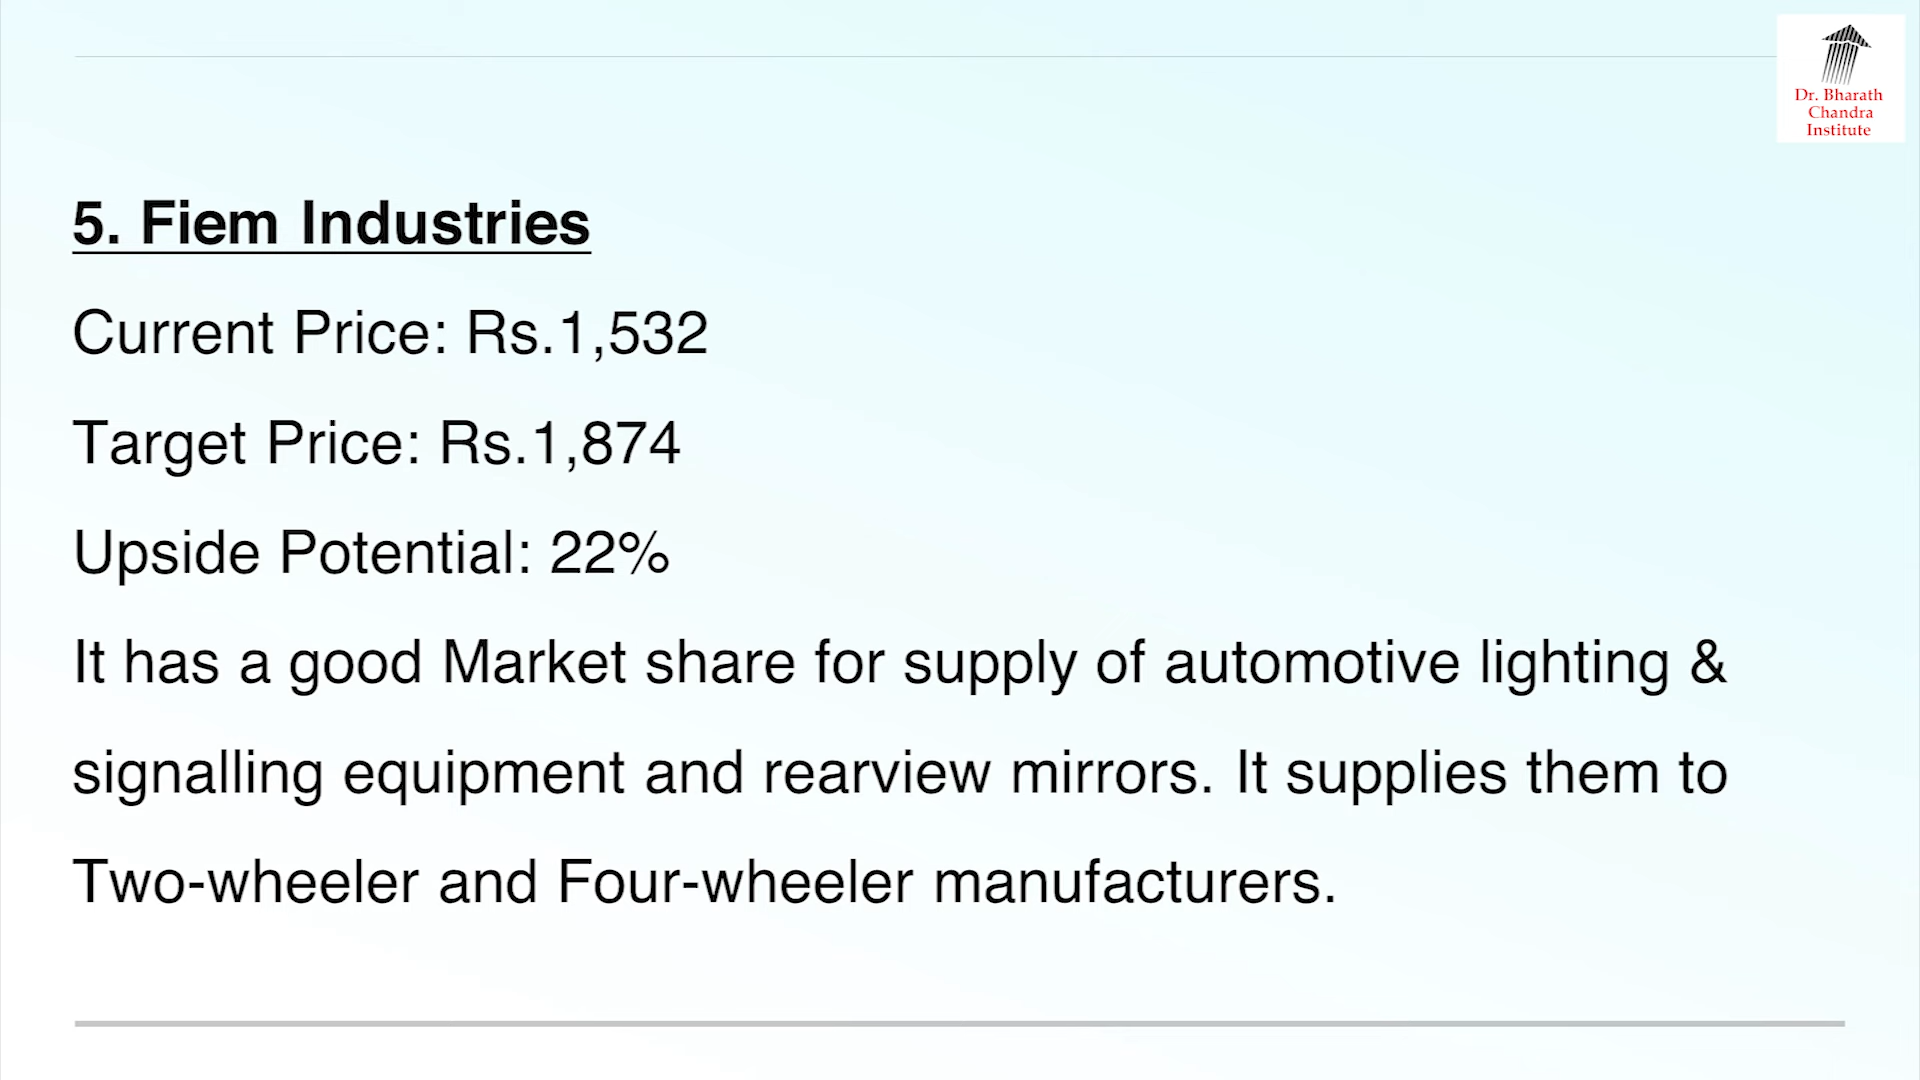 Dr. Bharath
Chandra
Institute
5. Fiem Industries
Current Price: Rs.1,532
Target Price: Rs.1,874
Upside Potential: 22%
It has a good Market share for supply of automotive lighting &
signalling equipment and rearview mirrors. It supplies them to
Two-wheeler and Four-wheeler manufacturers.